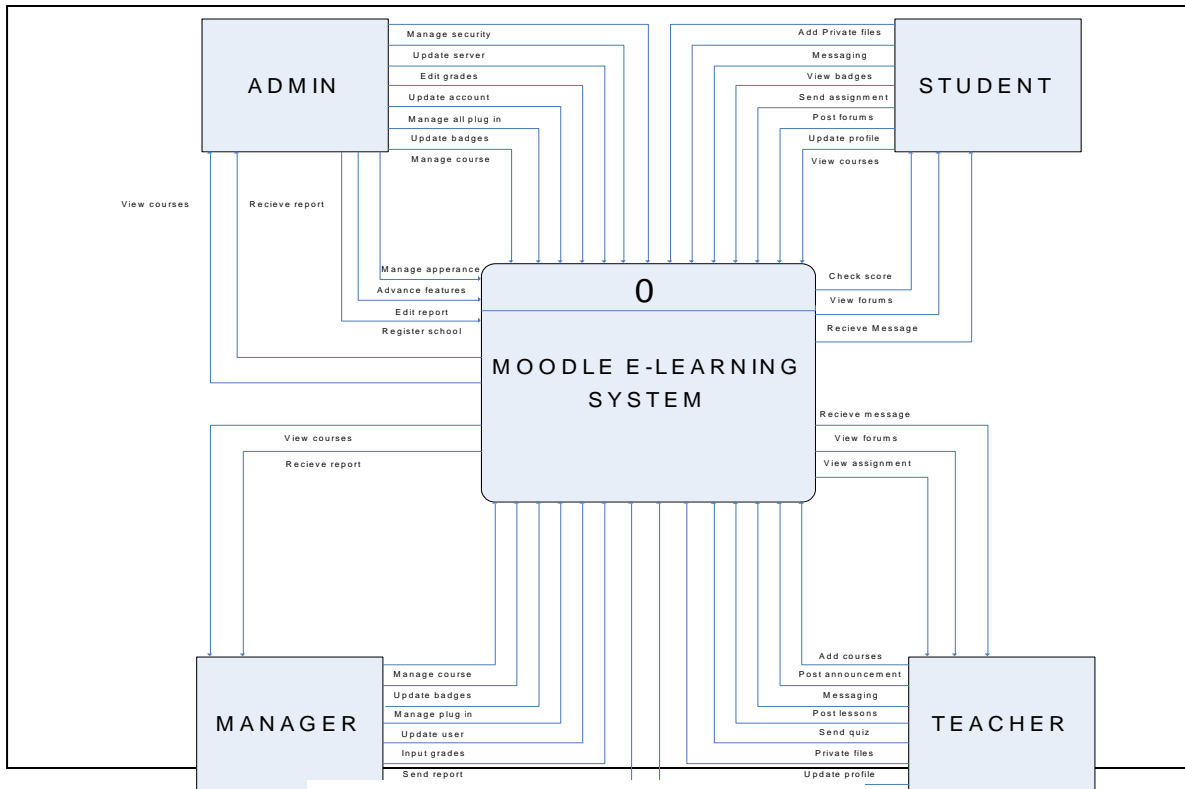 ADMIN
Manage security
Update server
Edit grades
Update account
Manage all plug in
Update badges
Manage course
Add Private files
Messaging
View badges
Send assignment
Post forums
Update profile
View courses
STUDENT
View courses
Recieve report
Manage apperance
Advance features
Edit report
Register school
0
MOODLE E-LEARNING
SYSTEM
Check score
View forums
Recieve Message
View courses
Recieve report
Recieve message
View forums
View assignment
MANAGER
Manage course
Update badges
Manage plug in
Update user
Input grades
Send report
Add courses
Post announcement
Messaging
Post lessons
Send quiz
Private files
Update profile
TEACHER